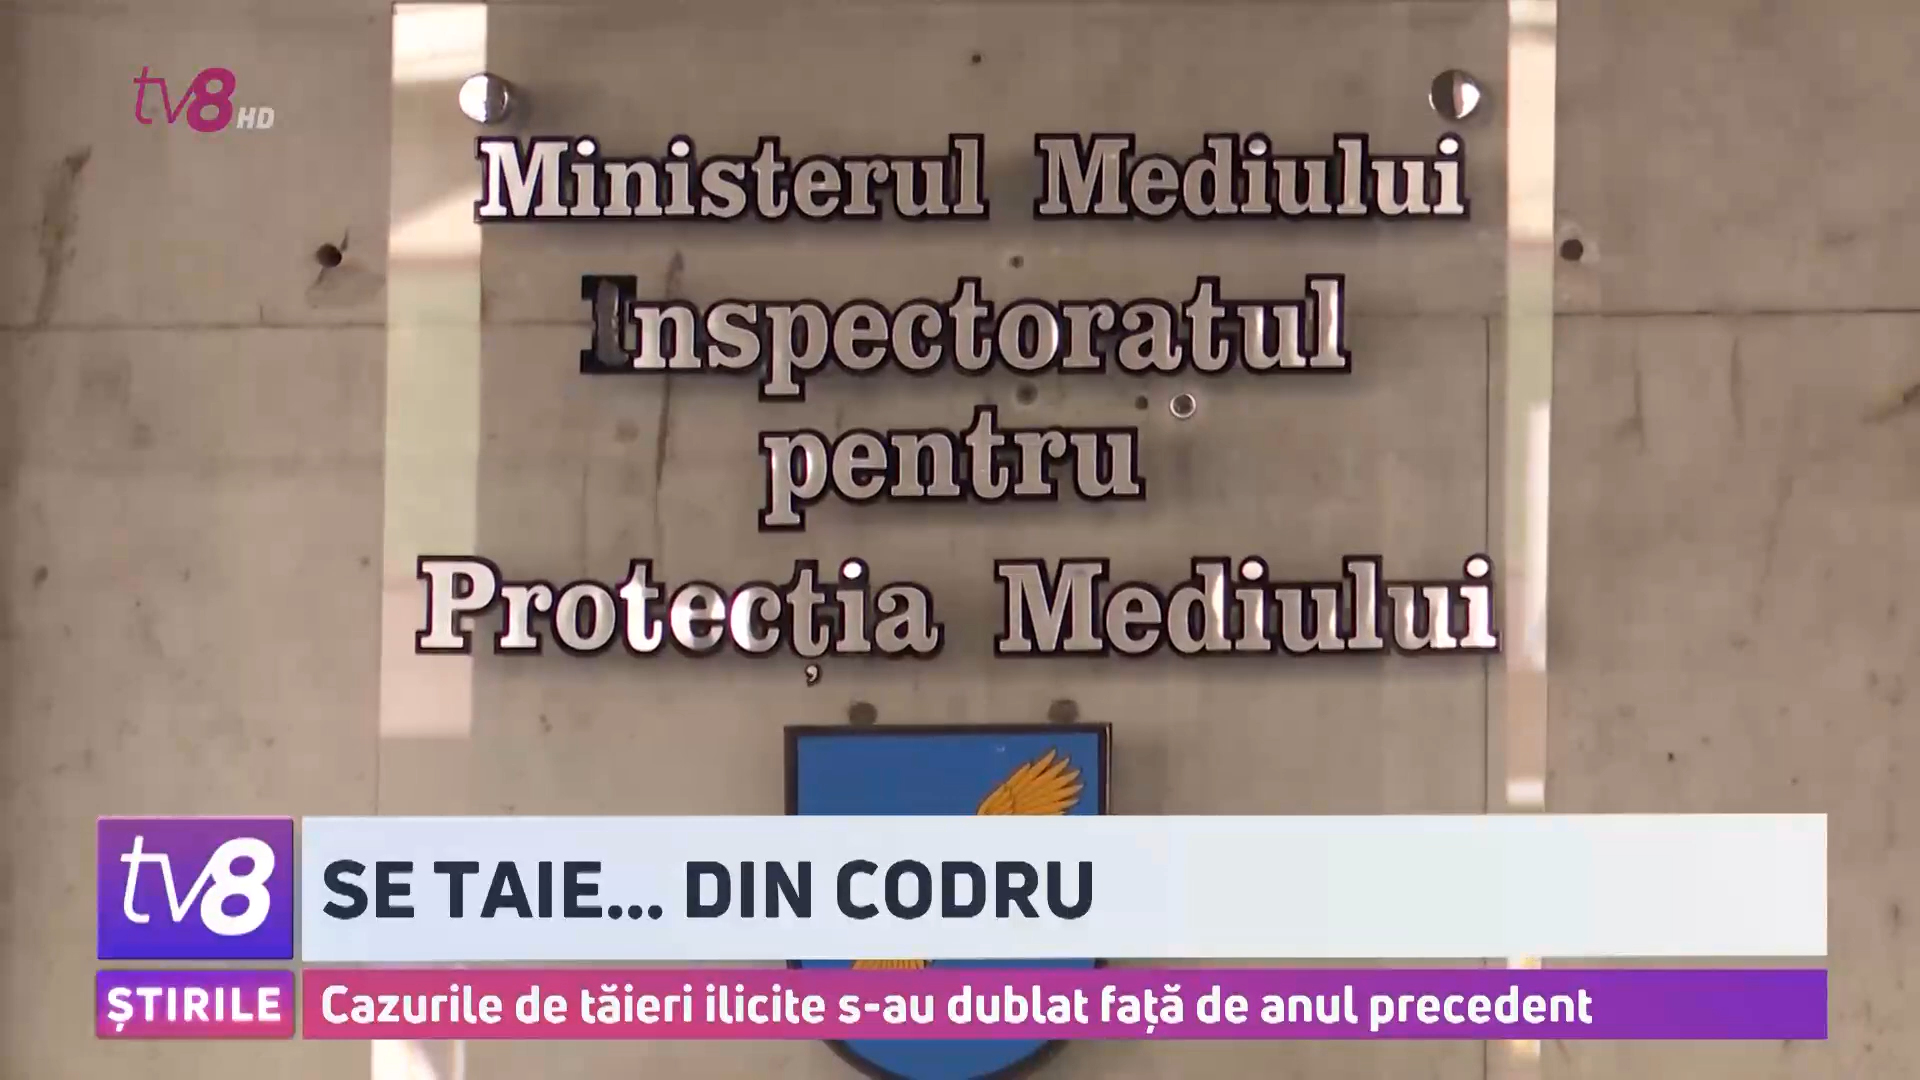 tv8 HD
Ministerul Mediului
Inspectoratul
pentru
Protecția Mediului
tv8
SE TAIE... DIN CODRU
ȘTIRILE
Cazurile de tăieri ilicite s-au dublat față de anul precedent